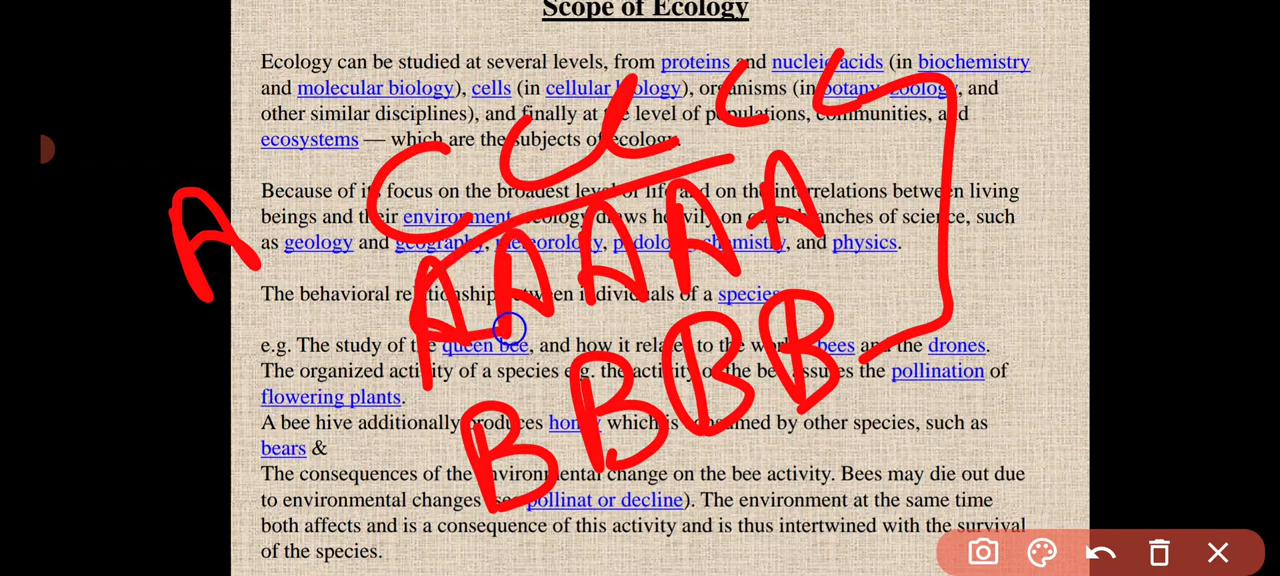 Scope of Ecology
Ecology can be studied at several levels, from proteins and nucleic acids (in biochemistry
and molecular biology), cells (in cellular biology), organisms (in botany, zoology, and
other similar disciplines), and finally at the level of populations, communities, and
ecosystems — which are the subjects of ecology.
Because of its focus on the broadest level of life and on the interrelations between living
beings and their environment, ecology draws heavily on other branches of science, such
as geology and geography, meteorology, pedology, chemistry, and physics.
The behavioral relationship between individuals of a species
e.g. The study of the queen bee, and how it relates to the worker bees and the drones.
The organized activity of a species e.g. the activity of the bee assures the pollination of
flowering plants.
A bee hive additionally produces honey which is consumed by other species, such as
bears &
The consequences of the environmental change on the bee activity. Bees may die out due
to environmental changes (see pollinat or decline). The environment at the same time
both affects and is a consequence of this activity and is thus intertwined with the survival
of the species.
C C C C C
A
A A A A A
B B B B